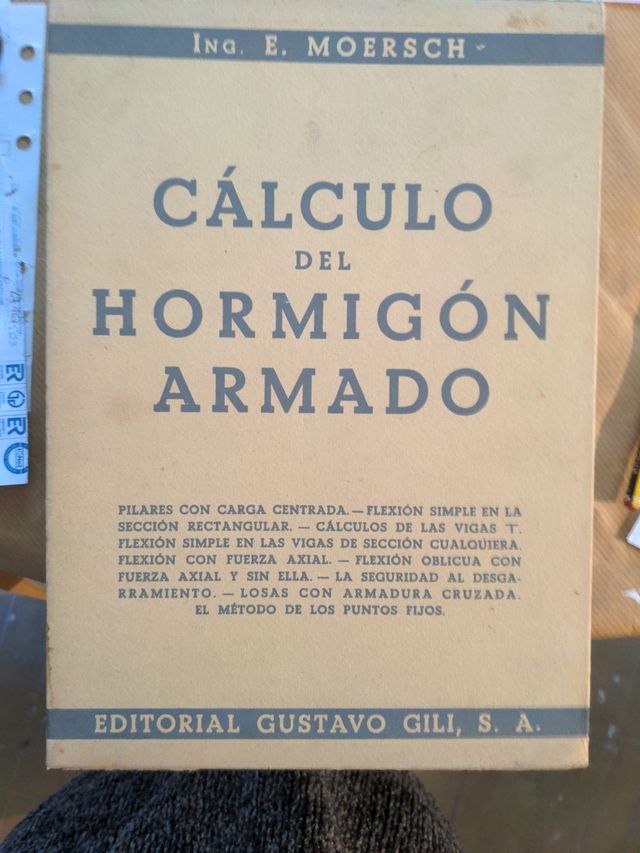 ING. E. MOERSCH
CÁLCULO
DEL
HORMIGÓN
ARMADO
PILARES CON CARGA CENTRADA. — FLEXIÓN SIMPLE EN LA
SECCIÓN RECTANGULAR. — CÁLCULOS DE LAS VIGAS T.
FLEXIÓN SIMPLE EN LAS VIGAS DE SECCIÓN CUALQUIERA.
FLEXIÓN CON FUERZA AXIAL. — FLEXIÓN OBLICUA CON
FUERZA AXIAL Y SIN ELLA. — LA SEGURIDAD AL DESGA-
RRAMIENTO. — LOSAS CON ARMADURA CRUZADA.
EL MÉTODO DE LOS PUNTOS FIJOS.
EDITORIAL GUSTAVO GILI, S. A.
ER
ER